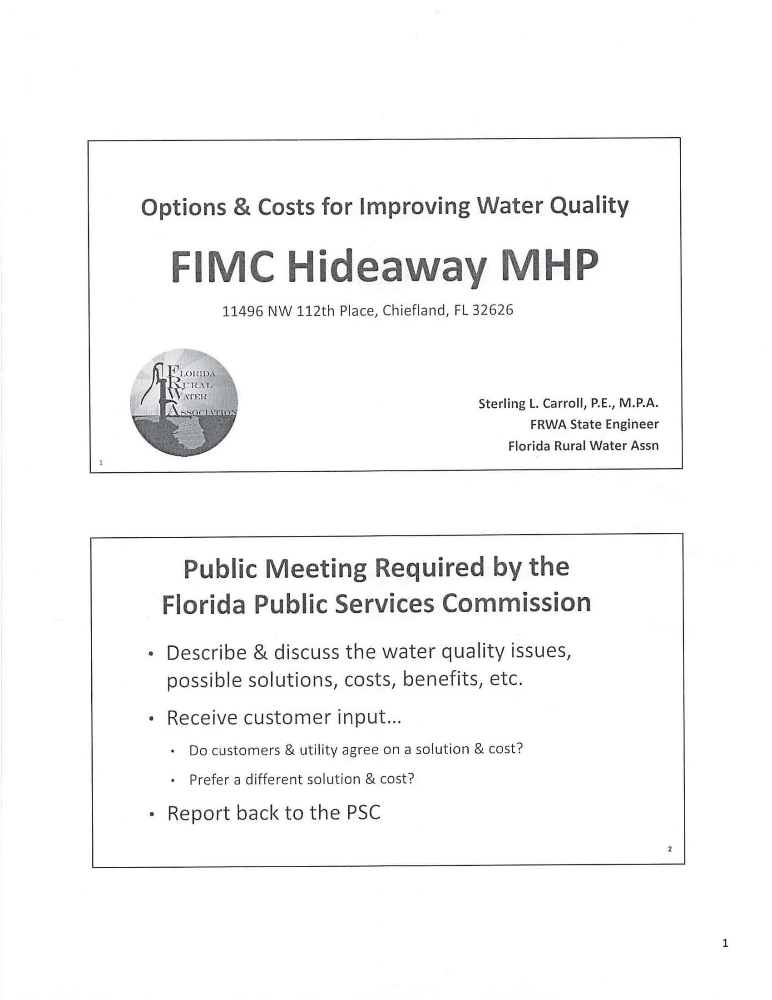 Options & Costs for Improving Water Quality
FIMC Hideaway MHP
11496 NW 112th Place, Chiefland, FL 32626
FLORIDA
RURAL
WATER
ASSOCIATION
Sterling L. Carroll, P.E., M.P.A.
FRWA State Engineer
Florida Rural Water Assn
1
Public Meeting Required by the
Florida Public Services Commission
• Describe & discuss the water quality issues,
possible solutions, costs, benefits, etc.
• Receive customer input...
• Do customers & utility agree on a solution & cost?
• Prefer a different solution & cost?
• Report back to the PSC
2
1